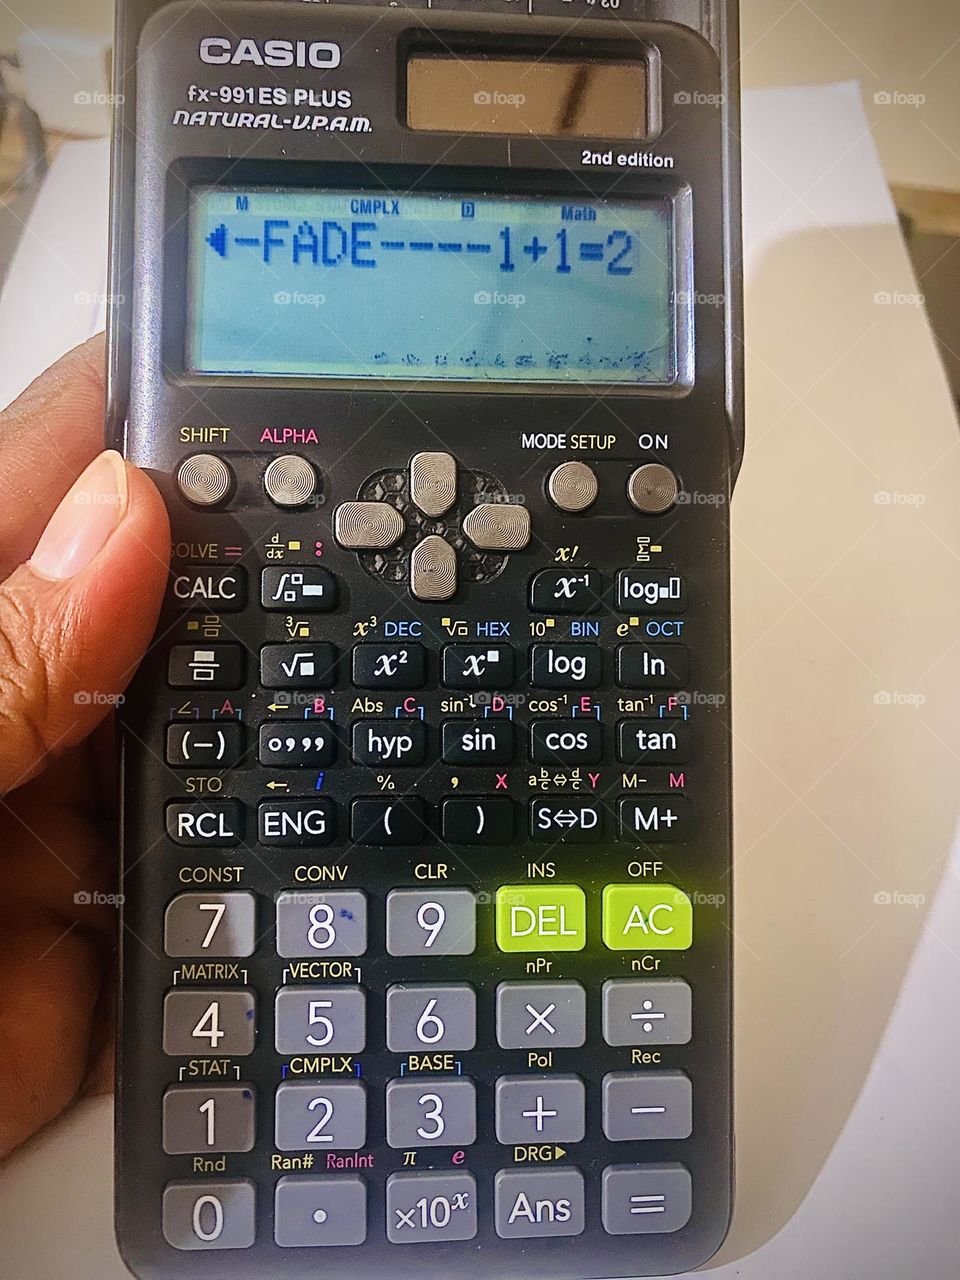 CASIO
fx-991ES PLUS
NATURAL-V.P.A.M.
2nd edition
M CMPLX D Math
◀-FADE----1+1=2
SHIFT ALPHA MODE SETUP ON
SOLVE = d/dx■ : x! Σ■-
CALC ∫□■ x⁻¹ log■□
³√■ x³ DEC ■√□ HEX 10■ BIN e■ OCT
√■ x² x■ log ln
∠ A ← B Abs C sin⁻¹ D cos⁻¹ E tan⁻¹ F
(−) °,,, hyp sin cos tan
STO ← i % , X a b/c⇔d/c Y M− M
RCL ENG ( ) S⇔D M+
CONST CONV CLR INS OFF
7 8 9 DEL AC
MATRIX VECTOR nPr nCr
4 5 6 × ÷
STAT CMPLX BASE Pol Rec
1 2 3 + −
Rnd Ran# RanInt π e DRG▶
0 . ×10ˣ Ans =
foap